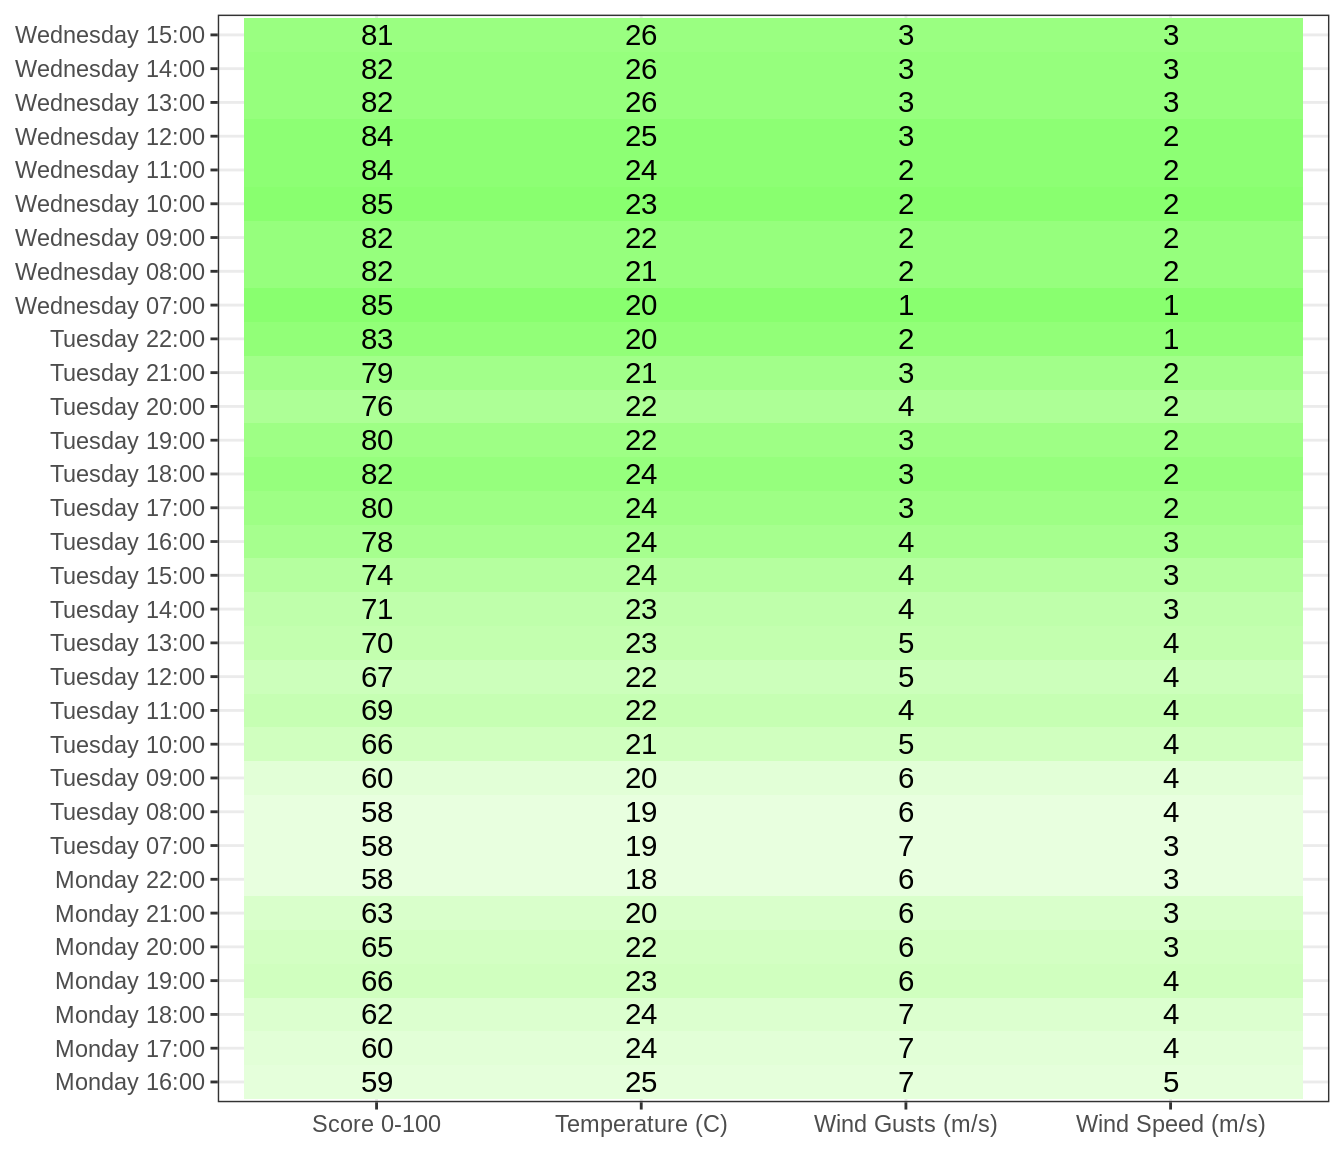 Wednesday 15:00 81 26 3 3
Wednesday 14:00 82 26 3 3
Wednesday 13:00 82 26 3 3
Wednesday 12:00 84 25 3 2
Wednesday 11:00 84 24 2 2
Wednesday 10:00 85 23 2 2
Wednesday 09:00 82 22 2 2
Wednesday 08:00 82 21 2 2
Wednesday 07:00 85 20 1 1
Tuesday 22:00 83 20 2 1
Tuesday 21:00 79 21 3 2
Tuesday 20:00 76 22 4 2
Tuesday 19:00 80 22 3 2
Tuesday 18:00 82 24 3 2
Tuesday 17:00 80 24 3 2
Tuesday 16:00 78 24 4 3
Tuesday 15:00 74 24 4 3
Tuesday 14:00 71 23 4 3
Tuesday 13:00 70 23 5 4
Tuesday 12:00 67 22 5 4
Tuesday 11:00 69 22 4 4
Tuesday 10:00 66 21 5 4
Tuesday 09:00 60 20 6 4
Tuesday 08:00 58 19 6 4
Tuesday 07:00 58 19 7 3
Monday 22:00 58 18 6 3
Monday 21:00 63 20 6 3
Monday 20:00 65 22 6 3
Monday 19:00 66 23 6 4
Monday 18:00 62 24 7 4
Monday 17:00 60 24 7 4
Monday 16:00 59 25 7 5
Score 0-100 Temperature (C) Wind Gusts (m/s) Wind Speed (m/s)